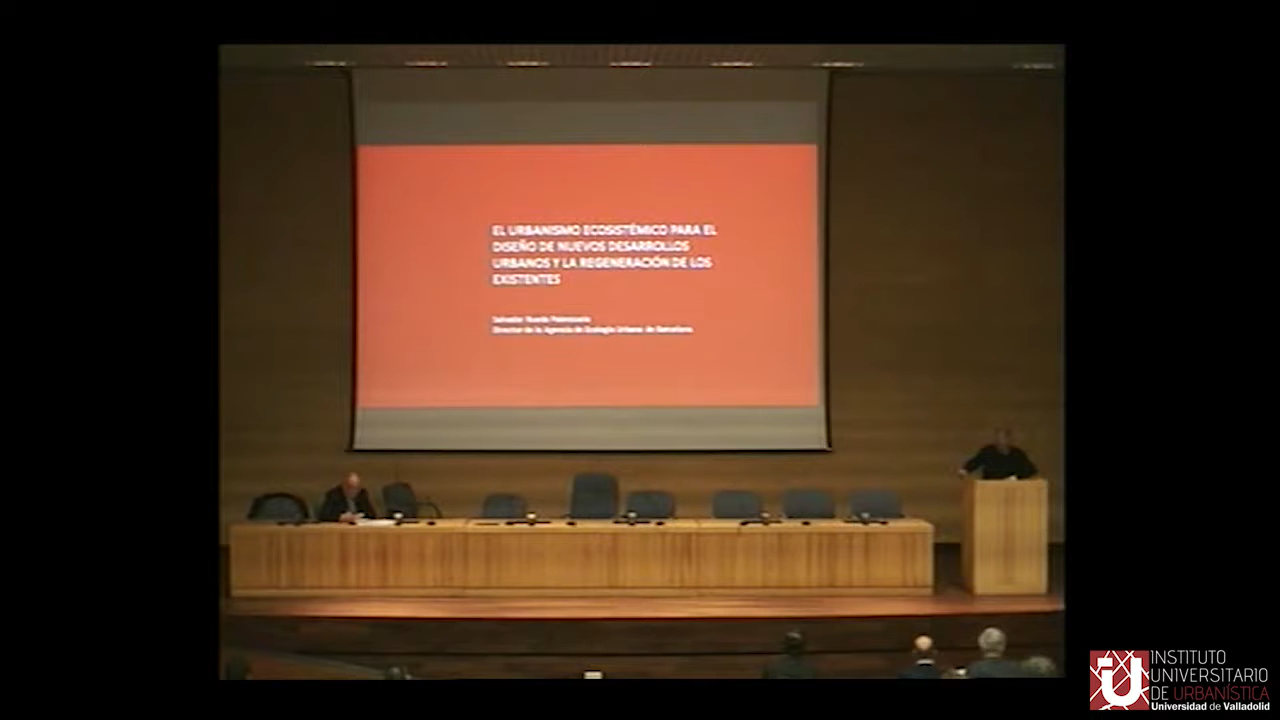 EL URBANISMO ECOSISTÉMICO PARA EL
DISEÑO DE NUEVOS DESARROLLOS
URBANOS Y LA REGENERACIÓN DE LOS
EXISTENTES
Salvador Rueda
Director de la Agencia de Ecología Urbana de Barcelona
INSTITUTO
UNIVERSITARIO
DE URBANÍSTICA
Universidad de Valladolid